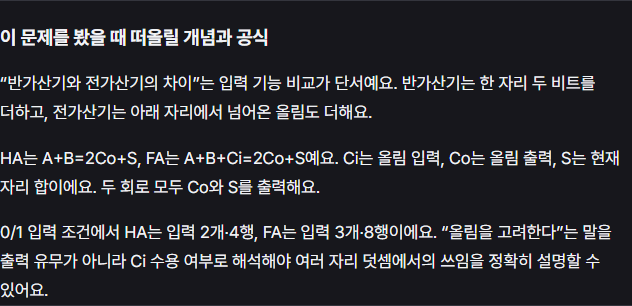 이 문제를 봤을 때 떠올릴 개념과 공식
“반가산기와 전가산기의 차이”는 입력 기능 비교가 단서예요. 반가산기는 한 자리 두 비트를
더하고, 전가산기는 아래 자리에서 넘어온 올림도 더해요.
HA는 A+B=2Co+S, FA는 A+B+Ci=2Co+S예요. Ci는 올림 입력, Co는 올림 출력, S는 현재
자리 합이에요. 두 회로 모두 Co와 S를 출력해요.
0/1 입력 조건에서 HA는 입력 2개·4행, FA는 입력 3개·8행이에요. “올림을 고려한다”는 말을
출력 유무가 아니라 Ci 수용 여부로 해석해야 여러 자리 덧셈에서의 쓰임을 정확히 설명할 수
있어요.